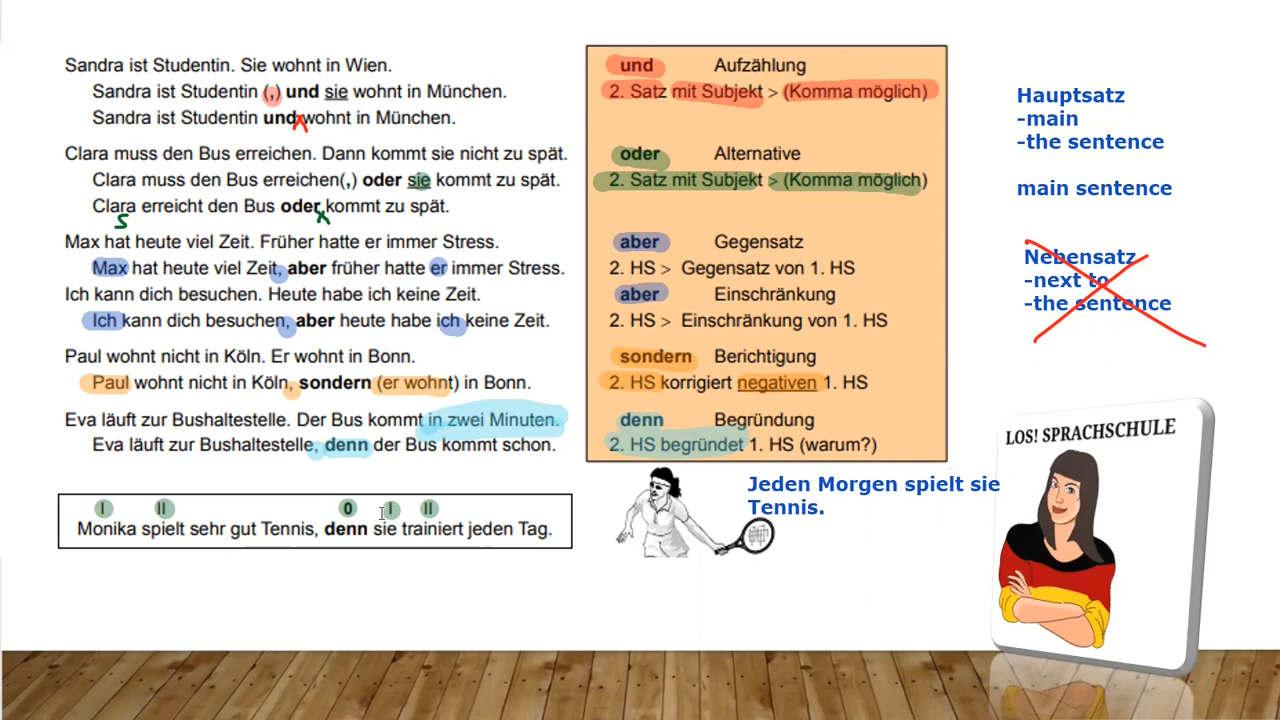 Sandra ist Studentin. Sie wohnt in Wien.
Sandra ist Studentin (,) und sie wohnt in München.
Sandra ist Studentin und wohnt in München.
Clara muss den Bus erreichen. Dann kommt sie nicht zu spät.
Clara muss den Bus erreichen(,) oder sie kommt zu spät.
Clara erreicht den Bus oder kommt zu spät.
S
Max hat heute viel Zeit. Früher hatte er immer Stress.
Max hat heute viel Zeit, aber früher hatte er immer Stress.
Ich kann dich besuchen. Heute habe ich keine Zeit.
Ich kann dich besuchen, aber heute habe ich keine Zeit.
Paul wohnt nicht in Köln. Er wohnt in Bonn.
Paul wohnt nicht in Köln, sondern (er wohnt) in Bonn.
Eva läuft zur Bushaltestelle. Der Bus kommt in zwei Minuten.
Eva läuft zur Bushaltestelle, denn der Bus kommt schon.
I II 0 I II
Monika spielt sehr gut Tennis, denn sie trainiert jeden Tag.
und Aufzählung
2. Satz mit Subjekt > (Komma möglich)
oder Alternative
2. Satz mit Subjekt > (Komma möglich)
aber Gegensatz
2. HS > Gegensatz von 1. HS
aber Einschränkung
2. HS > Einschränkung von 1. HS
sondern Berichtigung
2. HS korrigiert negativen 1. HS
denn Begründung
2. HS begründet 1. HS (warum?)
Jeden Morgen spielt sie
Tennis.
Hauptsatz
-main
-the sentence
main sentence
Nebensatz
-next to
-the sentence
LOS! SPRACHSCHULE